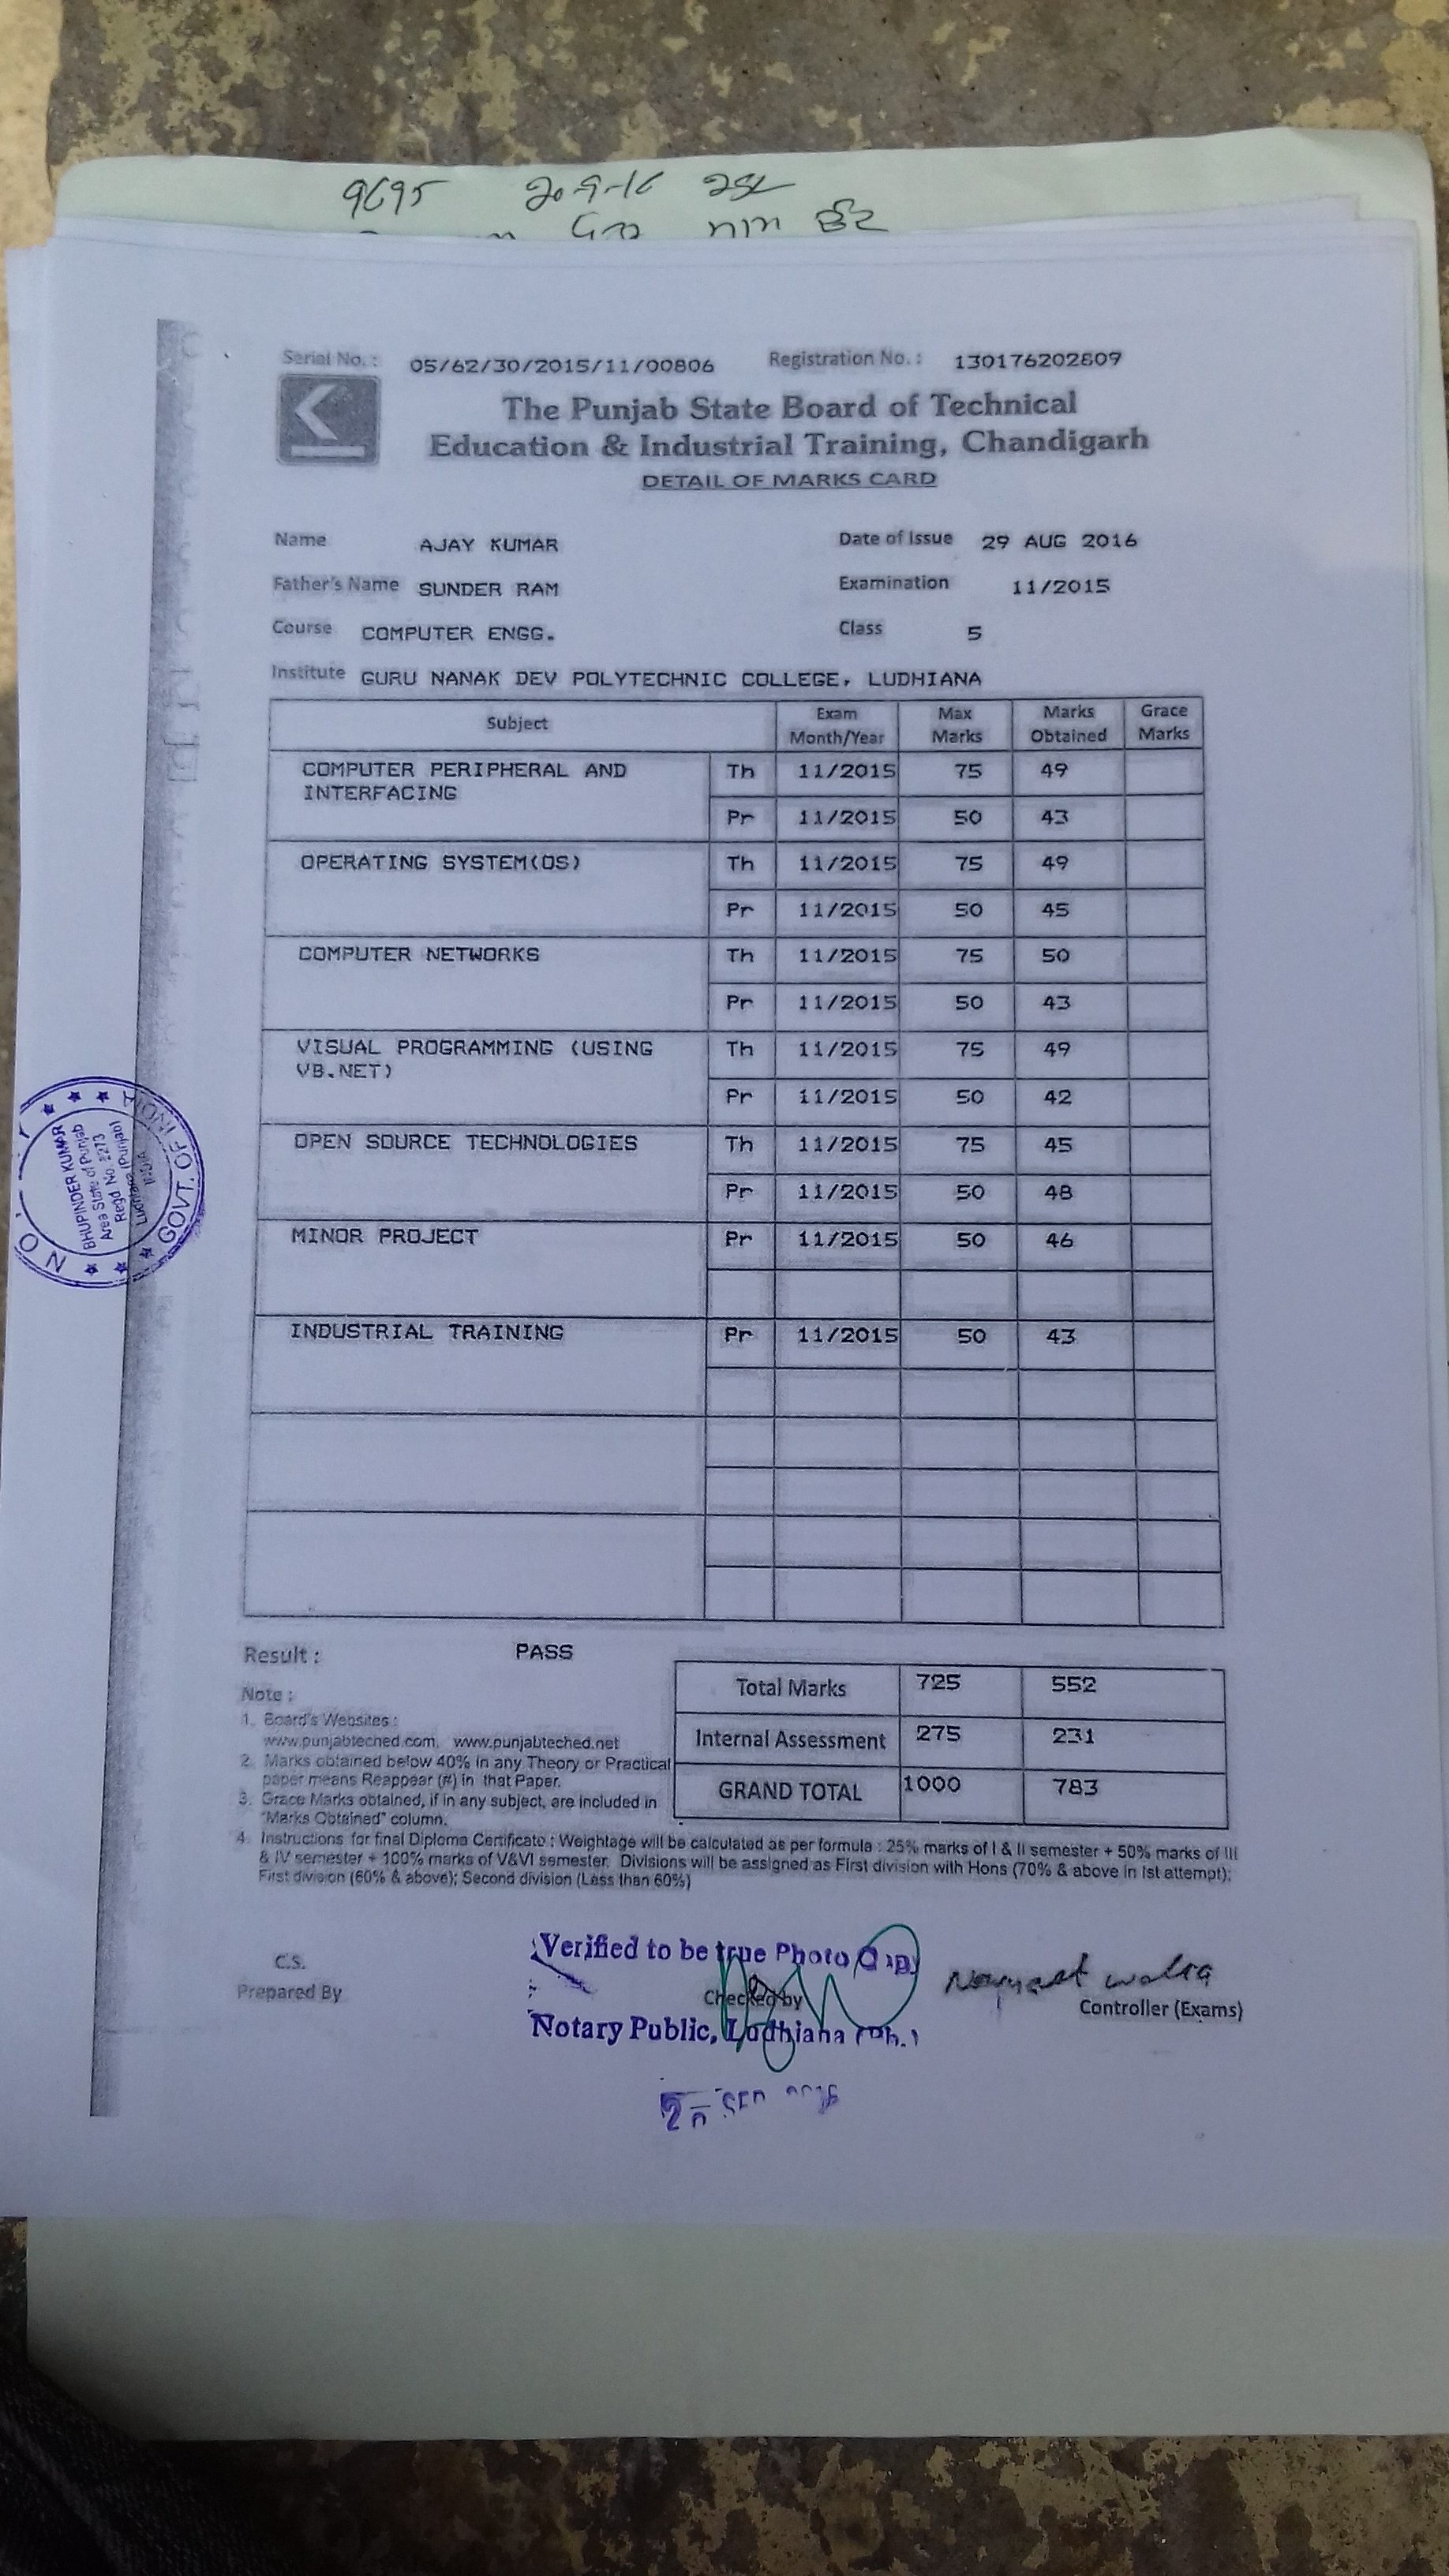 9695 20-9-16
Serial No.: 05/62/30/2015/11/00806 Registration No.: 130176202609
The Punjab State Board of Technical
Education & Industrial Training, Chandigarh
DETAIL OF MARKS CARD
Name AJAY KUMAR Date of Issue 29 AUG 2016
Father's Name SUNDER RAM Examination 11/2015
Course COMPUTER ENGG. Class 5
Institute GURU NANAK DEV POLYTECHNIC COLLEGE, LUDHIANA
Subject Exam Month/Year Max Marks Marks Obtained Grace Marks
COMPUTER PERIPHERAL AND Th 11/2015 75 49
INTERFACING Pr 11/2015 50 43
OPERATING SYSTEM(OS) Th 11/2015 75 49
Pr 11/2015 50 45
COMPUTER NETWORKS Th 11/2015 75 50
Pr 11/2015 50 43
VISUAL PROGRAMMING (USING Th 11/2015 75 49
VB.NET) Pr 11/2015 50 42
OPEN SOURCE TECHNOLOGIES Th 11/2015 75 45
Pr 11/2015 50 48
MINOR PROJECT Pr 11/2015 50 46
INDUSTRIAL TRAINING Pr 11/2015 50 43
Result : PASS
Total Marks 725 552
Internal Assessment 275 231
GRAND TOTAL 1000 783
Note :
1. Board's Websites :
www.punjabteched.com. www.punjabteched.net
2. Marks obtained below 40% in any Theory or Practical
paper means Reappear (#) in that Paper.
3. Grace Marks obtained, if in any subject, are included in
"Marks Obtained" column.
4. Instructions for final Diploma Certificate : Weightage will be calculated as per formula : 25% marks of I & II semester + 50% marks of III
& IV semester + 100% marks of V&VI semester. Divisions will be assigned as First division with Hons (70% & above in Ist attempt);
First division (60% & above); Second division (Less than 60%)
C.S.
Prepared By
Checked by
Controller (Exams)
Verified to be true Photo Copy
Notary Public, Ludhiana (Pb.)
NOTARY
BHUPINDER KUMAR
Area State of Punjab
Regd. No. 2273
Ludhiana (Punjab)
INDIA
GOVT. OF INDIA